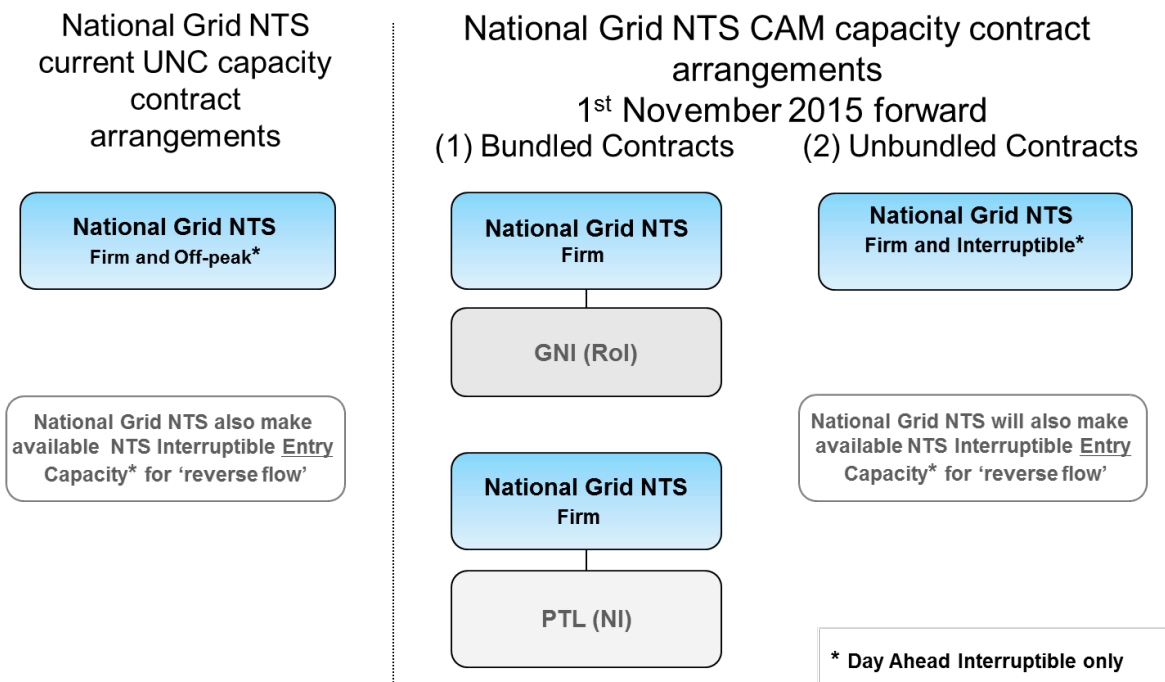 National Grid NTS
current UNC capacity
contract
arrangements
National Grid NTS
Firm and Off-peak*
National Grid NTS also make
available NTS Interruptible Entry
Capacity* for ‘reverse flow’
National Grid NTS CAM capacity contract
arrangements
1st November 2015 forward
(1) Bundled Contracts
National Grid NTS
Firm
GNI (RoI)
National Grid NTS
Firm
PTL (NI)
(2) Unbundled Contracts
National Grid NTS
Firm and Interruptible*
National Grid NTS will also make
available NTS Interruptible Entry
Capacity* for ‘reverse flow’
* Day Ahead Interruptible only